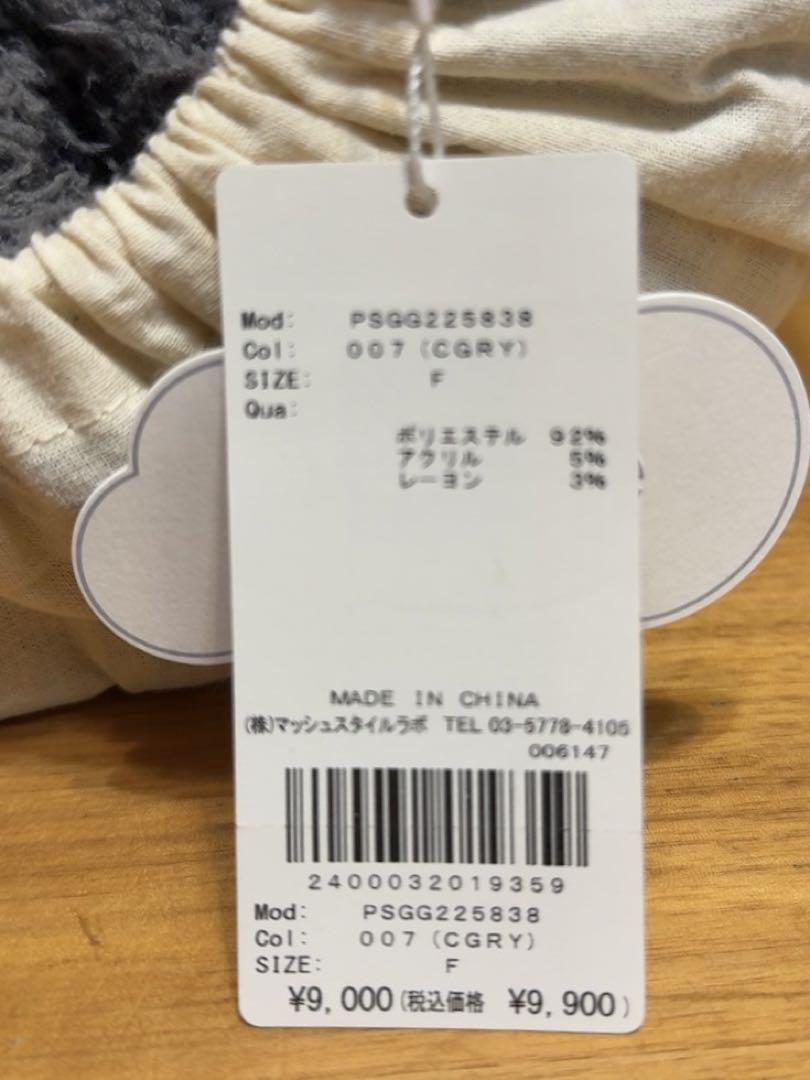 Mod: PSGG225838
Col: 007 (CGRY)
SIZE: F
Qua:
ポリエステル 92%
アクリル 5%
レーヨン 3%
MADE IN CHINA
(株)マッシュスタイルラボ TEL 03-5778-4105
006147
2400032019359
Mod: PSGG225838
Col: 007 (CGRY)
SIZE: F
¥9,000(税込価格 ¥9,900)